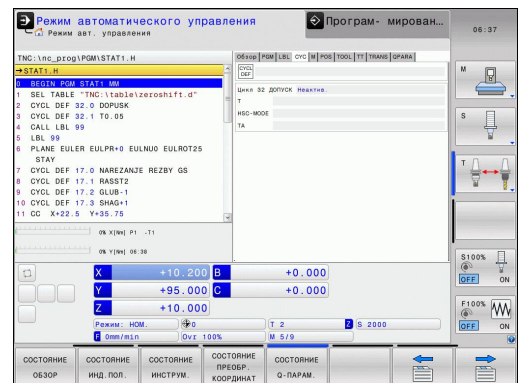 Режим автоматического управления
Режим авт. управления
Програм- мирован...
06:37
TNC:\nc_prog\PGM\STAT1.H
→STAT1.H
0 BEGIN PGM STAT1 MM
1 SEL TABLE "TNC:\table\zeroshift.d"
2 CYCL DEF 32.0 DOPUSK
3 CYCL DEF 32.1 T0.05
4 CALL LBL 99
5 LBL 99
6 PLANE EULER EULPR+0 EULNU0 EULROT25
STAY
7 CYCL DEF 17.0 NAREZANJE REZBY GS
8 CYCL DEF 17.1 RASST2
9 CYCL DEF 17.2 GLUB-1
10 CYCL DEF 17.3 SHAG+1
11 CC X+22.5 Y+35.75
Обзор PGM LBL CYC M POS TOOL TT TRANS QPARA
CYCL DEF
Цикл 32 ДОПУСК Неактив.
T
HSC-MODE
TA
0% X[Nm] P1 -T1
0% Y[Nm] 06:38
X +10.200 B +0.000
Y +95.000 C +0.000
Z +10.000
Режим: НОМ. 0 T 2 Z S 2000
F 0mm/min Ovr 100% M 5/9
M
S
T
S100%
OFF ON
F100%
OFF ON
СОСТОЯНИЕ ОБЗОР
СОСТОЯНИЕ ИНД.ПОЛ.
СОСТОЯНИЕ ИНСТРУМ.
СОСТОЯНИЕ ПРЕОБР. КООРДИНАТ
СОСТОЯНИЕ Q-ПАРАМ.